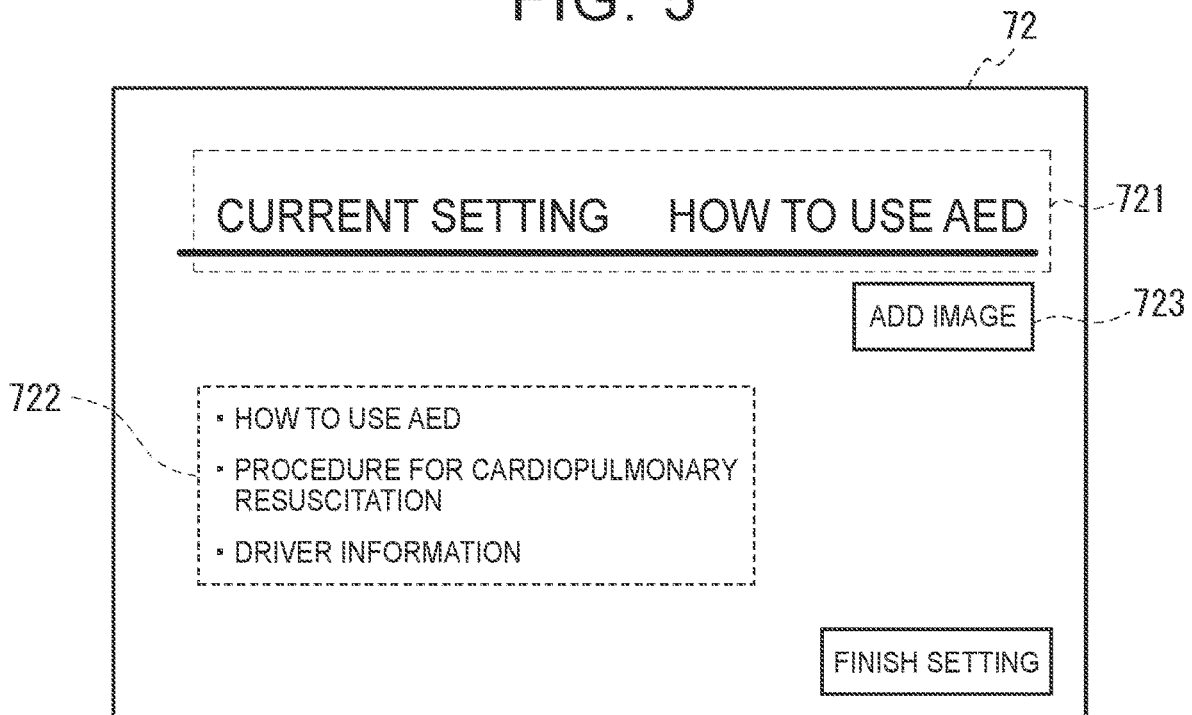 FIG. 5
72
CURRENT SETTING HOW TO USE AED
721
ADD IMAGE
723
722
▪ HOW TO USE AED
▪ PROCEDURE FOR CARDIOPULMONARY
RESUSCITATION
▪ DRIVER INFORMATION
FINISH SETTING